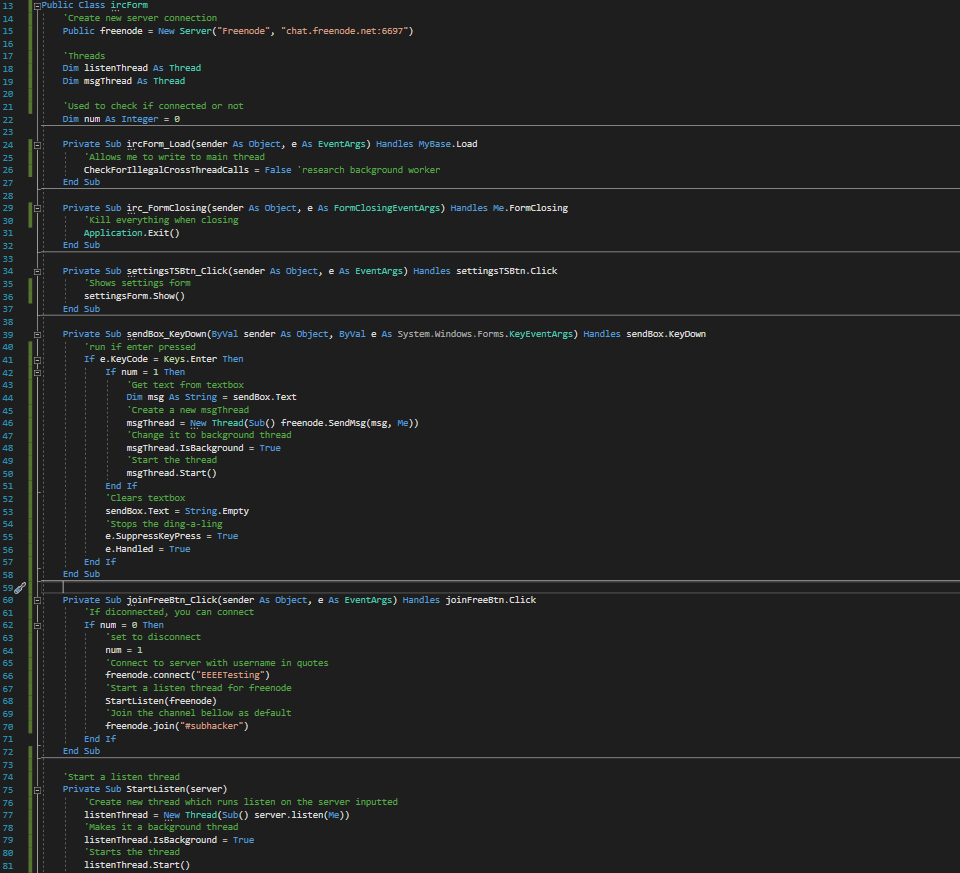 13 Public Class ircForm
14 'Create new server connection
15 Public freenode = New Server("Freenode", "chat.freenode.net:6697")
16
17 'Threads
18 Dim listenThread As Thread
19 Dim msgThread As Thread
20
21 'Used to check if connected or not
22 Dim num As Integer = 0
23
24 Private Sub ircForm_Load(sender As Object, e As EventArgs) Handles MyBase.Load
25 'Allows me to write to main thread
26 CheckForIllegalCrossThreadCalls = False 'research background worker
27 End Sub
28
29 Private Sub irc_FormClosing(sender As Object, e As FormClosingEventArgs) Handles Me.FormClosing
30 'Kill everything when closing
31 Application.Exit()
32 End Sub
33
34 Private Sub settingsTSBtn_Click(sender As Object, e As EventArgs) Handles settingsTSBtn.Click
35 'Shows settings form
36 settingsForm.Show()
37 End Sub
38
39 Private Sub sendBox_KeyDown(ByVal sender As Object, ByVal e As System.Windows.Forms.KeyEventArgs) Handles sendBox.KeyDown
40 'run if enter pressed
41 If e.KeyCode = Keys.Enter Then
42 If num = 1 Then
43 'Get text from textbox
44 Dim msg As String = sendBox.Text
45 'Create a new msgThread
46 msgThread = New Thread(Sub() freenode.SendMsg(msg, Me))
47 'Change it to background thread
48 msgThread.IsBackground = True
49 'Start the thread
50 msgThread.Start()
51 End If
52 'Clears textbox
53 sendBox.Text = String.Empty
54 'Stops the ding-a-ling
55 e.SuppressKeyPress = True
56 e.Handled = True
57 End If
58 End Sub
59
60 Private Sub joinFreeBtn_Click(sender As Object, e As EventArgs) Handles joinFreeBtn.Click
61 'If diconnected, you can connect
62 If num = 0 Then
63 'set to disconnect
64 num = 1
65 'Connect to server with username in quotes
66 freenode.connect("EEEETesting")
67 'Start a listen thread for freenode
68 StartListen(freenode)
69 'Join the channel bellow as default
70 freenode.join("#subhacker")
71 End If
72 End Sub
73
74 'Start a listen thread
75 Private Sub StartListen(server)
76 'Create new thread which runs listen on the server inputted
77 listenThread = New Thread(Sub() server.listen(Me))
78 'Makes it a background thread
79 listenThread.IsBackground = True
80 'Starts the thread
81 listenThread.Start()